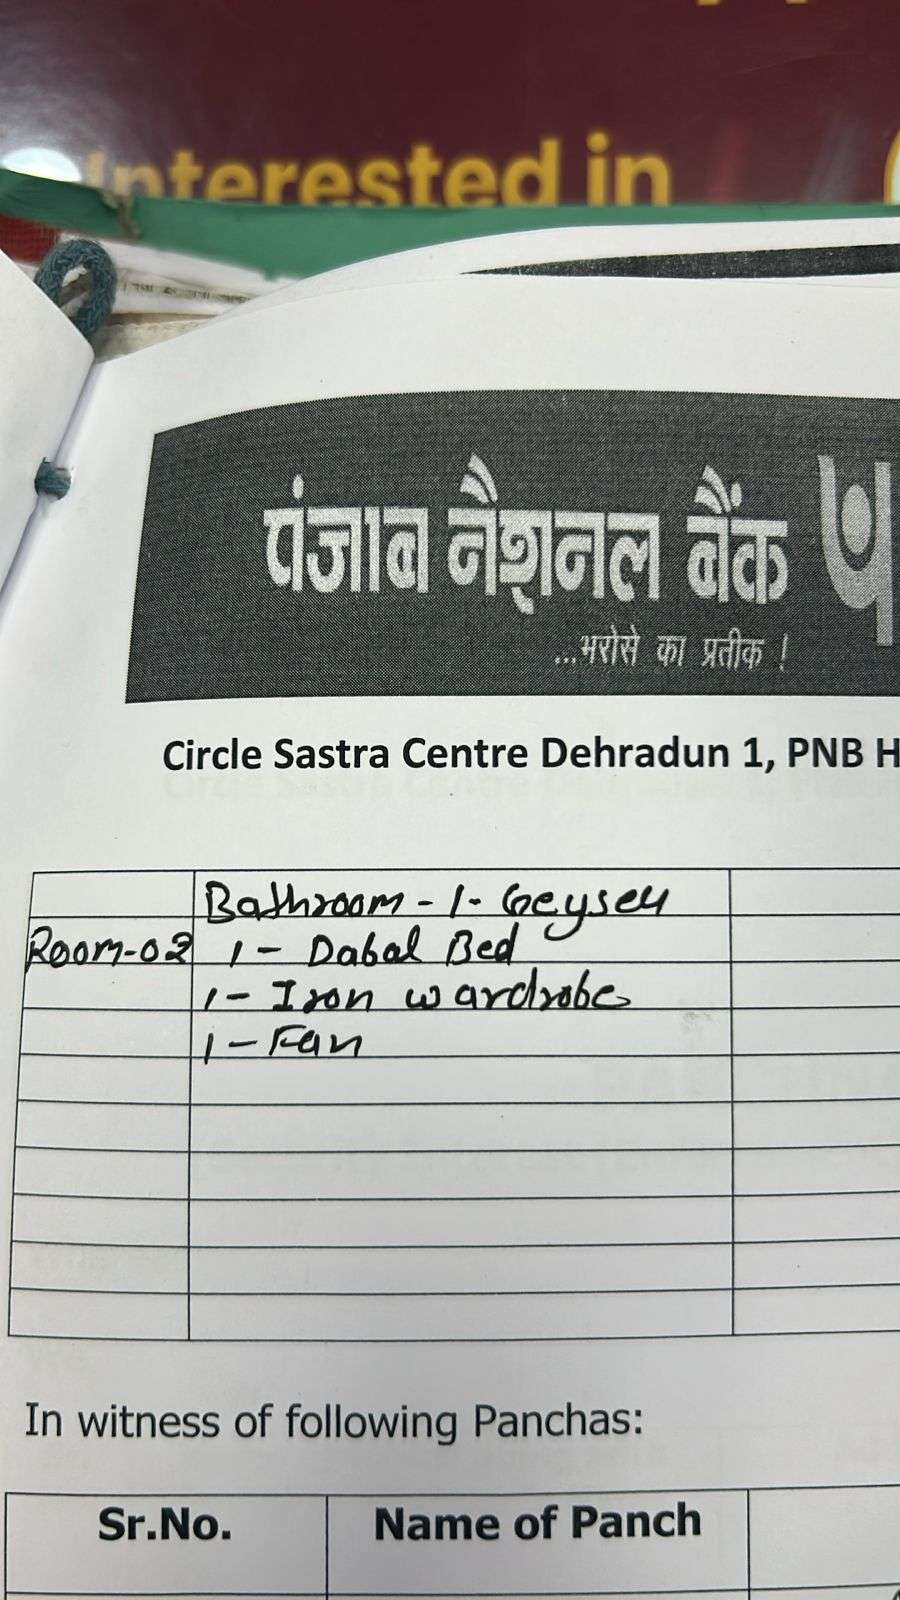 Interested in
पंजाब नैशनल बैंक
...भरोसे का प्रतीक !
Circle Sastra Centre Dehradun 1, PNB H
Bathroom - 1 - Geyser
Room-02 1 - Dabal Bed
1 - Iron wardrobe
1 - Fan
In witness of following Panchas:
Sr.No. Name of Panch